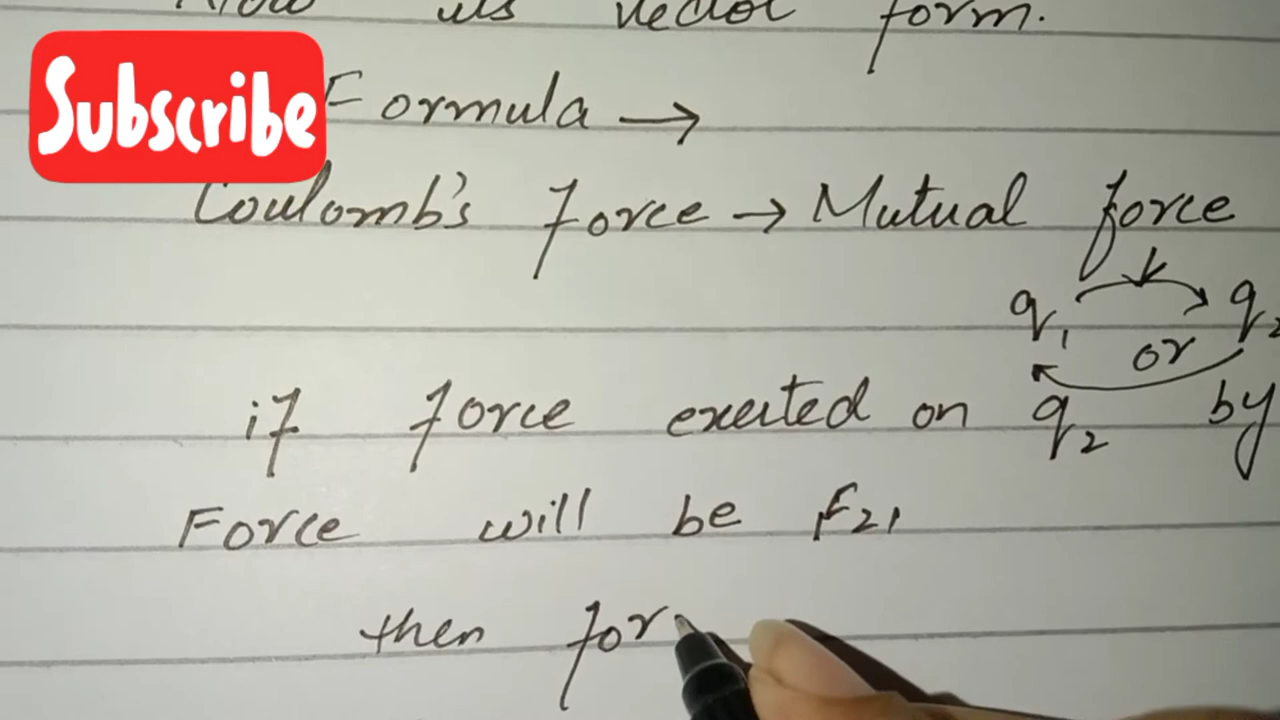 its vector form.
Subscribe
Formula →
Coulomb's force → Mutual force
q1 q2
or
if force exerted on q2 by
Force will be F21
then for